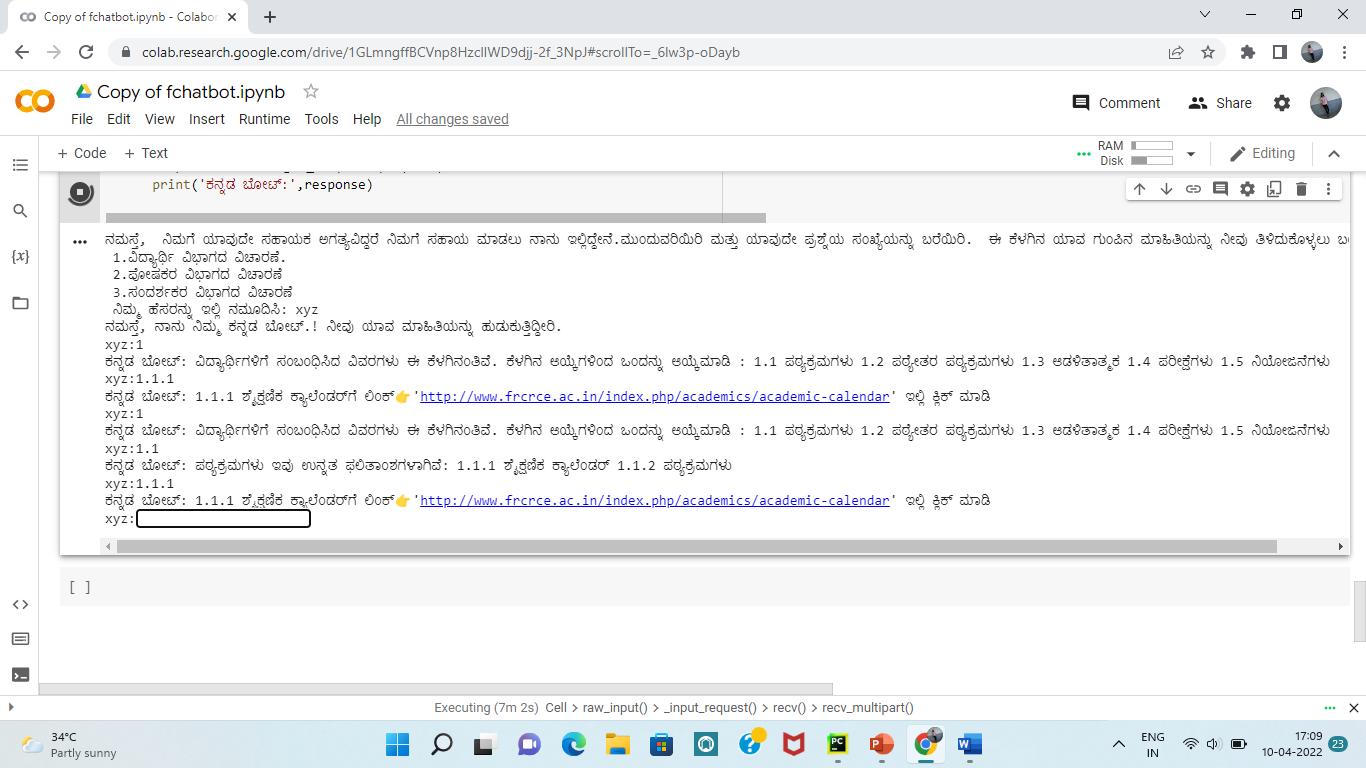 Copy of fchatbot.ipynb - Colabor
colab.research.google.com/drive/1GLmngffBCVnp8HzclIWD9djj-2f_3NpJ#scrollTo=_6lw3p-oDayb
Copy of fchatbot.ipynb
Comment
Share
File Edit View Insert Runtime Tools Help All changes saved
+ Code + Text
RAM
Disk
Editing
print('ಕನ್ನಡ ಬೋಟ್:',response)
ನಮಸ್ತೆ, ನಿಮಗೆ ಯಾವುದೇ ಸಹಾಯಕ ಅಗತ್ಯವಿದ್ದರೆ ನಿಮಗೆ ಸಹಾಯ ಮಾಡಲು ನಾನು ಇಲ್ಲಿದ್ದೇನೆ.ಮುಂದುವರಿಯಿರಿ ಮತ್ತು ಯಾವುದೇ ಪ್ರಶ್ನೆಯ ಸಂಖ್ಯೆಯನ್ನು ಬರೆಯಿರಿ. ಈ ಕೆಳಗಿನ ಯಾವ ಗುಂಪಿನ ಮಾಹಿತಿಯನ್ನು ನೀವು ತಿಳಿದುಕೊಳ್ಳಲು
1.ವಿದ್ಯಾರ್ಥಿ ವಿಭಾಗದ ವಿಚಾರಣೆ.
2.ಪೋಷಕರ ವಿಭಾಗದ ವಿಚಾರಣೆ
3.ಸಂದರ್ಶಕರ ವಿಭಾಗದ ವಿಚಾರಣೆ
ನಿಮ್ಮ ಹೆಸರನ್ನು ಇಲ್ಲಿ ನಮೂದಿಸಿ: xyz
ನಮಸ್ತೆ, ನಾನು ನಿಮ್ಮ ಕನ್ನಡ ಬೋಟ್.! ನೀವು ಯಾವ ಮಾಹಿತಿಯನ್ನು ಹುಡುಕುತ್ತಿದ್ದೀರಿ.
xyz:1
ಕನ್ನಡ ಬೋಟ್: ವಿದ್ಯಾರ್ಥಿಗಳಿಗೆ ಸಂಬಂಧಿಸಿದ ವಿವರಗಳು ಈ ಕೆಳಗಿನಂತಿವೆ. ಕೆಳಗಿನ ಆಯ್ಕೆಗಳಿಂದ ಒಂದನ್ನು ಆಯ್ಕೆಮಾಡಿ : 1.1 ಪಠ್ಯಕ್ರಮಗಳು 1.2 ಪಠ್ಯೇತರ ಪಠ್ಯಕ್ರಮಗಳು 1.3 ಆಡಳಿತಾತ್ಮಕ 1.4 ಪರೀಕ್ಷೆಗಳು 1.5 ನಿಯೋಜನೆಗಳು
xyz:1.1.1
ಕನ್ನಡ ಬೋಟ್: 1.1.1 ಶೈಕ್ಷಣಿಕ ಕ್ಯಾಲೆಂಡರ್‌ಗೆ ಲಿಂಕ್👉'http://www.frcrce.ac.in/index.php/academics/academic-calendar' ಇಲ್ಲಿ ಕ್ಲಿಕ್ ಮಾಡಿ
xyz:1
ಕನ್ನಡ ಬೋಟ್: ವಿದ್ಯಾರ್ಥಿಗಳಿಗೆ ಸಂಬಂಧಿಸಿದ ವಿವರಗಳು ಈ ಕೆಳಗಿನಂತಿವೆ. ಕೆಳಗಿನ ಆಯ್ಕೆಗಳಿಂದ ಒಂದನ್ನು ಆಯ್ಕೆಮಾಡಿ : 1.1 ಪಠ್ಯಕ್ರಮಗಳು 1.2 ಪಠ್ಯೇತರ ಪಠ್ಯಕ್ರಮಗಳು 1.3 ಆಡಳಿತಾತ್ಮಕ 1.4 ಪರೀಕ್ಷೆಗಳು 1.5 ನಿಯೋಜನೆಗಳು
xyz:1.1
ಕನ್ನಡ ಬೋಟ್: ಪಠ್ಯಕ್ರಮಗಳು ಇವು ಉನ್ನತ ಫಲಿತಾಂಶಗಳಾಗಿವೆ: 1.1.1 ಶೈಕ್ಷಣಿಕ ಕ್ಯಾಲೆಂಡರ್ 1.1.2 ಪಠ್ಯಕ್ರಮಗಳು
xyz:1.1.1
ಕನ್ನಡ ಬೋಟ್: 1.1.1 ಶೈಕ್ಷಣಿಕ ಕ್ಯಾಲೆಂಡರ್‌ಗೆ ಲಿಂಕ್👉'http://www.frcrce.ac.in/index.php/academics/academic-calendar' ಇಲ್ಲಿ ಕ್ಲಿಕ್ ಮಾಡಿ
xyz:
[ ]
Executing (7m 2s) Cell > raw_input() > _input_request() > recv() > recv_multipart()
34°C
Partly sunny
ENG
IN
17:09
10-04-2022
23